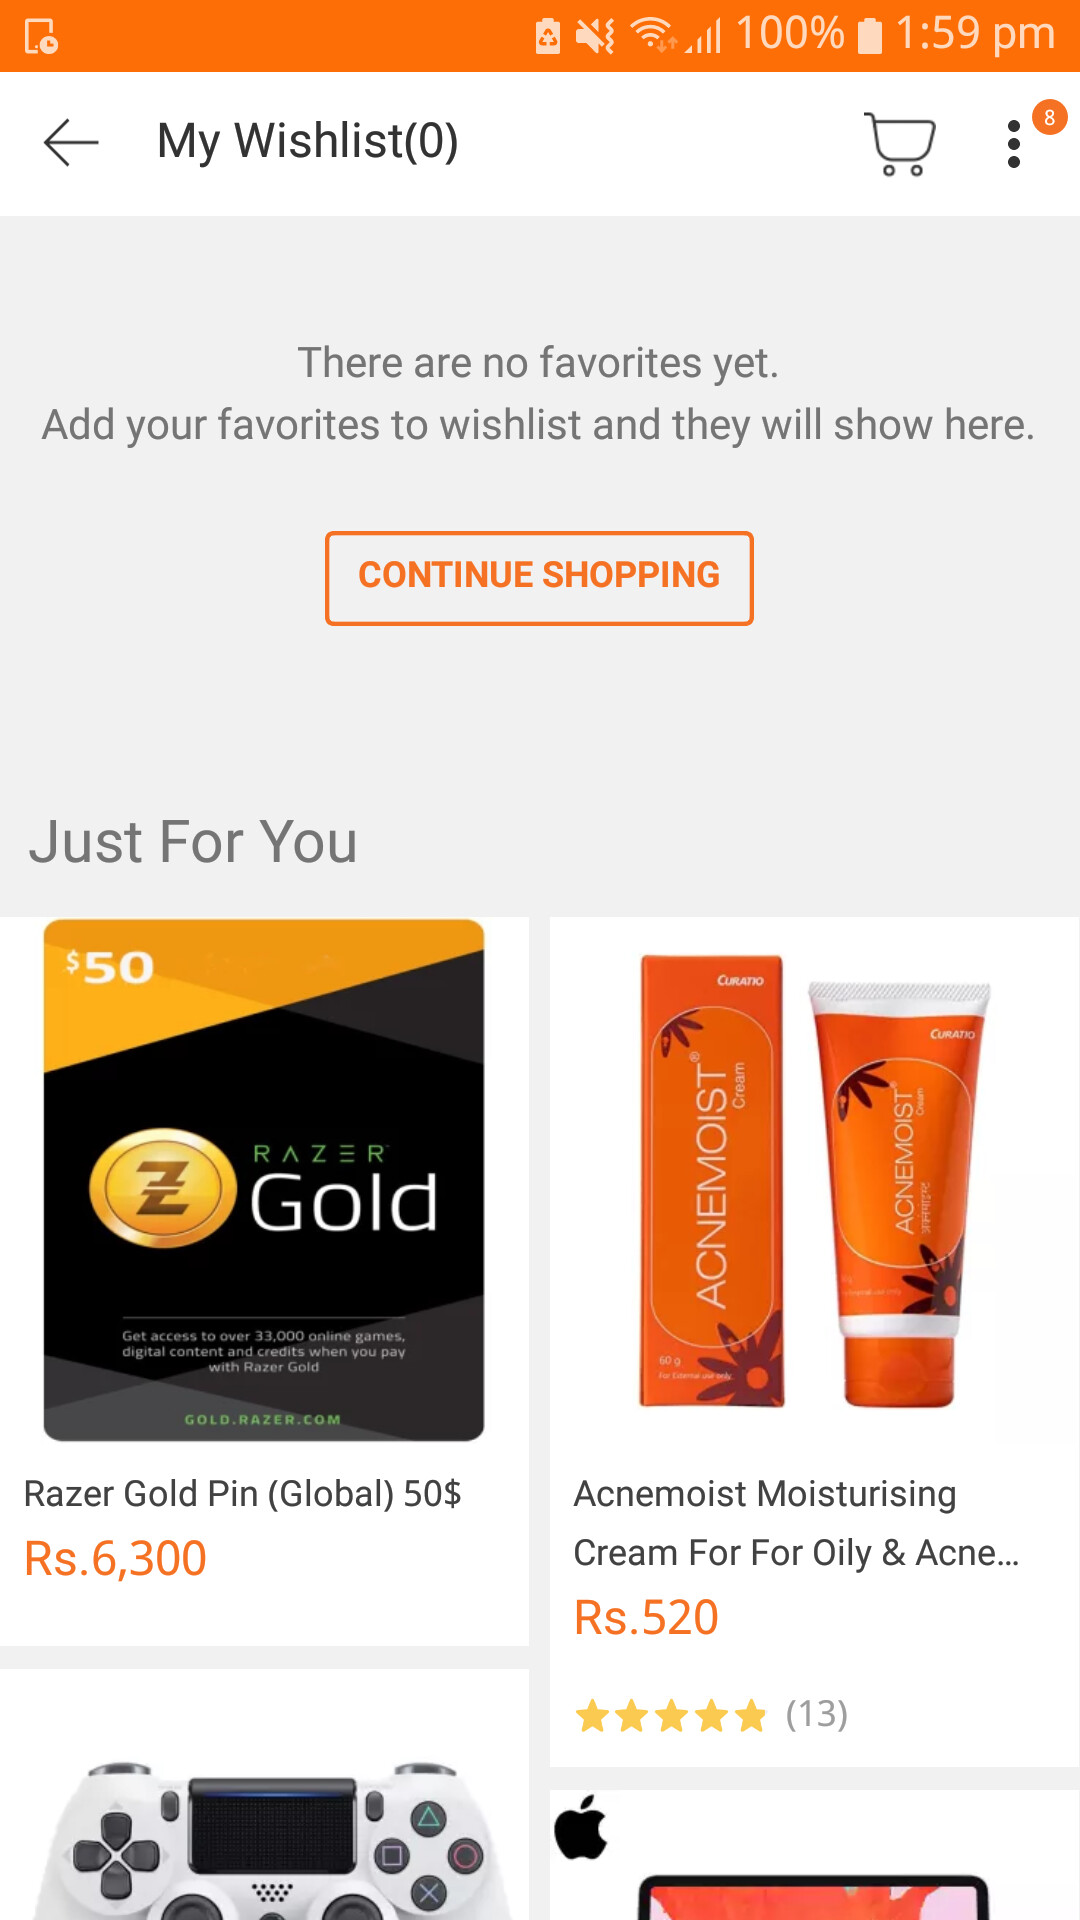 100% 1:59 pm
My Wishlist(0)
8
There are no favorites yet.
Add your favorites to wishlist and they will show here.
CONTINUE SHOPPING
Just For You
$50
RAZER
Gold
Get access to over 33,000 online games,
digital content and credits when you pay
with Razer Gold
GOLD.RAZER.COM
Razer Gold Pin (Global) 50$
Rs.6,300
CURATIO
ACNEMOIST®
Cream
60 g
For External use only
CURATIO
ACNEMOIST®
Cream
Acnemoist Moisturising
Cream For For Oily & Acne...
Rs.520
(13)